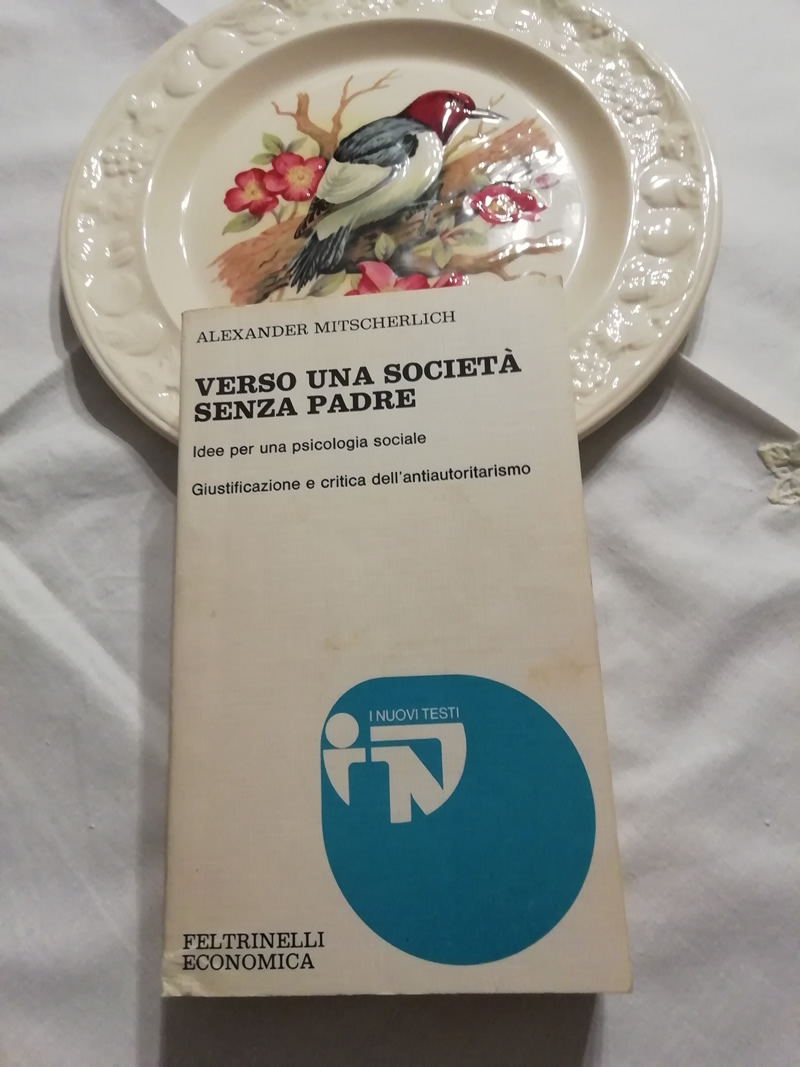 ALEXANDER MITSCHERLICH
VERSO UNA SOCIETÀ
SENZA PADRE
Idee per una psicologia sociale
Giustificazione e critica dell'antiautoritarismo
I NUOVI TESTI
iTN
FELTRINELLI
ECONOMICA